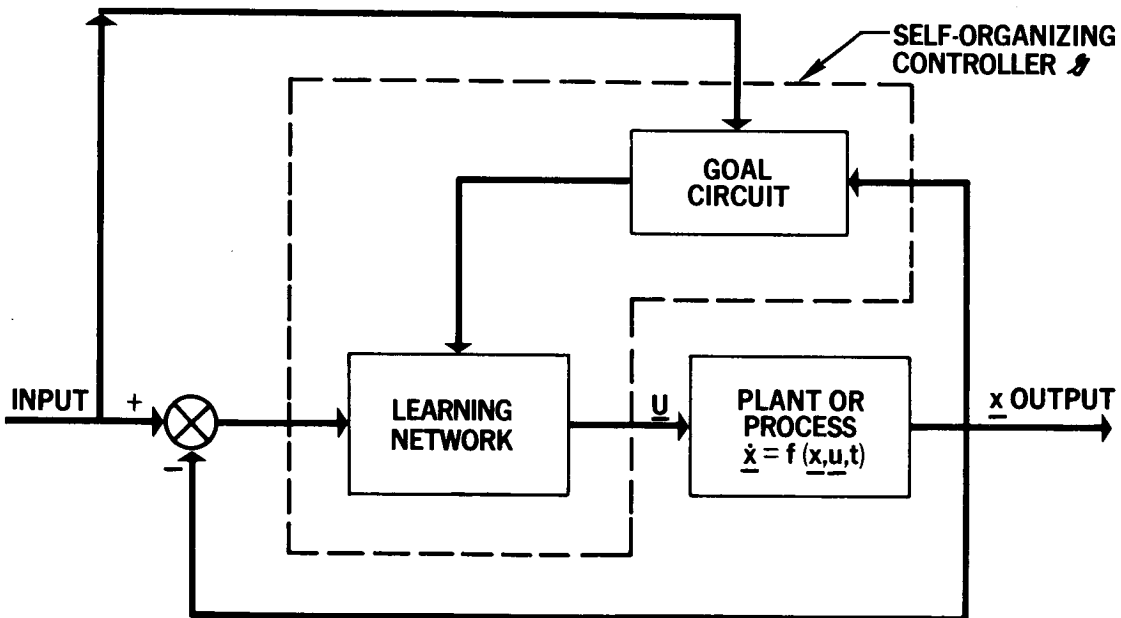 SELF-ORGANIZING
CONTROLLER
GOAL
CIRCUIT
INPUT
+
−
LEARNING
NETWORK
U
PLANT OR
PROCESS
ẋ = f (x,u,t)
x OUTPUT